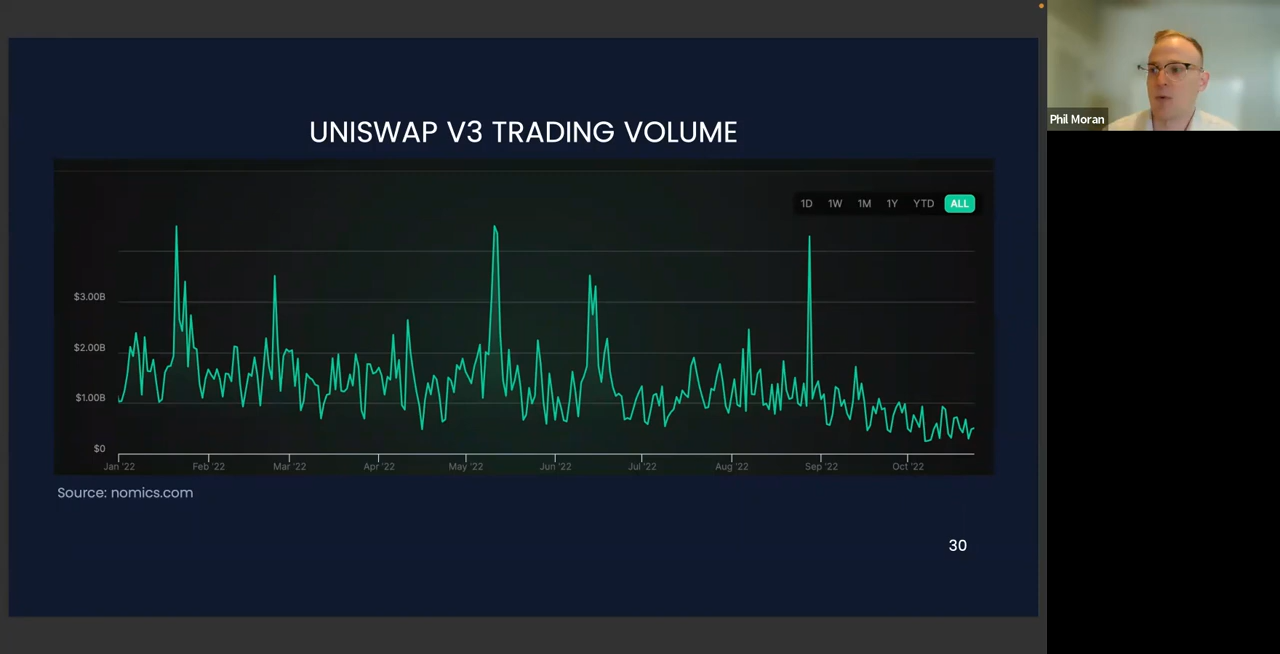 UNISWAP V3 TRADING VOLUME
1D 1W 1M 1Y YTD ALL
$3.00B
$2.00B
$1.00B
$0
Jan '22 Feb '22 Mar '22 Apr '22 May '22 Jun '22 Jul '22 Aug '22 Sep '22 Oct '22
Source: nomics.com
30
Phil Moran